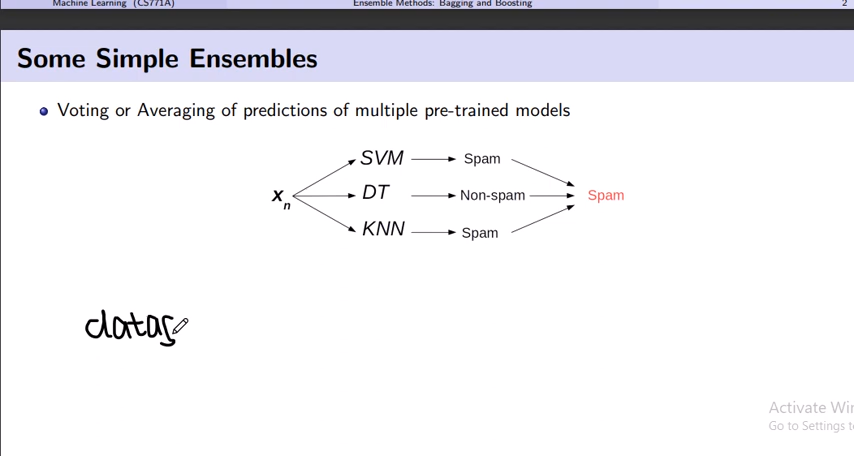 Machine Learning (CS771A) Ensemble Methods: Bagging and Boosting 2
Some Simple Ensembles
Voting or Averaging of predictions of multiple pre-trained models
SVM Spam
x n DT Non-spam Spam
KNN Spam
datas
Activate Win
Go to Settings t